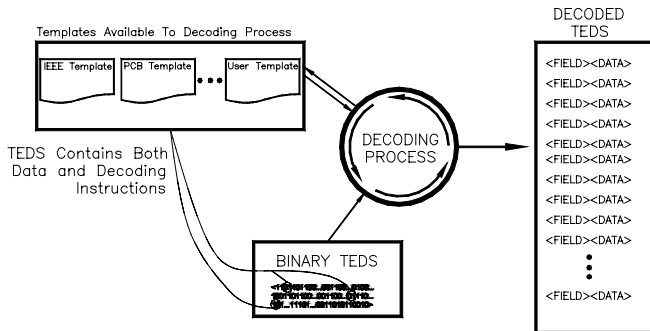 Templates Available To Decoding Process
IEEE Template
PCB Template
User Template
TEDS Contains Both
Data and Decoding
Instructions
DECODING
PROCESS
BINARY TEDS
DECODED
TEDS
<FIELD><DATA>
<FIELD><DATA>
<FIELD><DATA>
<FIELD><DATA>
<FIELD><DATA>
<FIELD><DATA>
<FIELD><DATA>
<FIELD><DATA>
<FIELD><DATA>
<FIELD><DATA>
<FIELD><DATA>